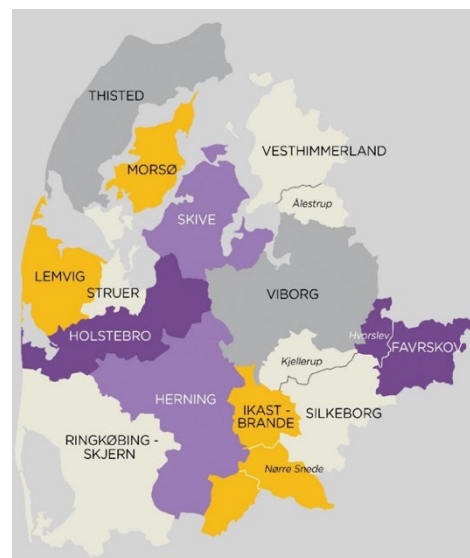 THISTED
MORSØ
VESTHIMMERLAND
Ålestrup
SKIVE
LEMVIG
STRUER
VIBORG
HOLSTEBRO
Hvorslev
FAVRSKOV
Kjellerup
HERNING
IKAST -
BRANDE
SILKEBORG
RINGKØBING -
SKJERN
Nørre Snede